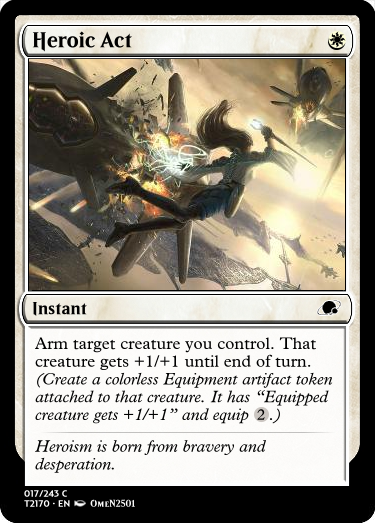 Heroic Act
Instant
Arm target creature you control. That
creature gets +1/+1 until end of turn.
(Create a colorless Equipment artifact token
attached to that creature. It has “Equipped
creature gets +1/+1” and equip 2.)
Heroism is born from bravery and
desperation.
017/243 C
T2170 · EN OmeN2501